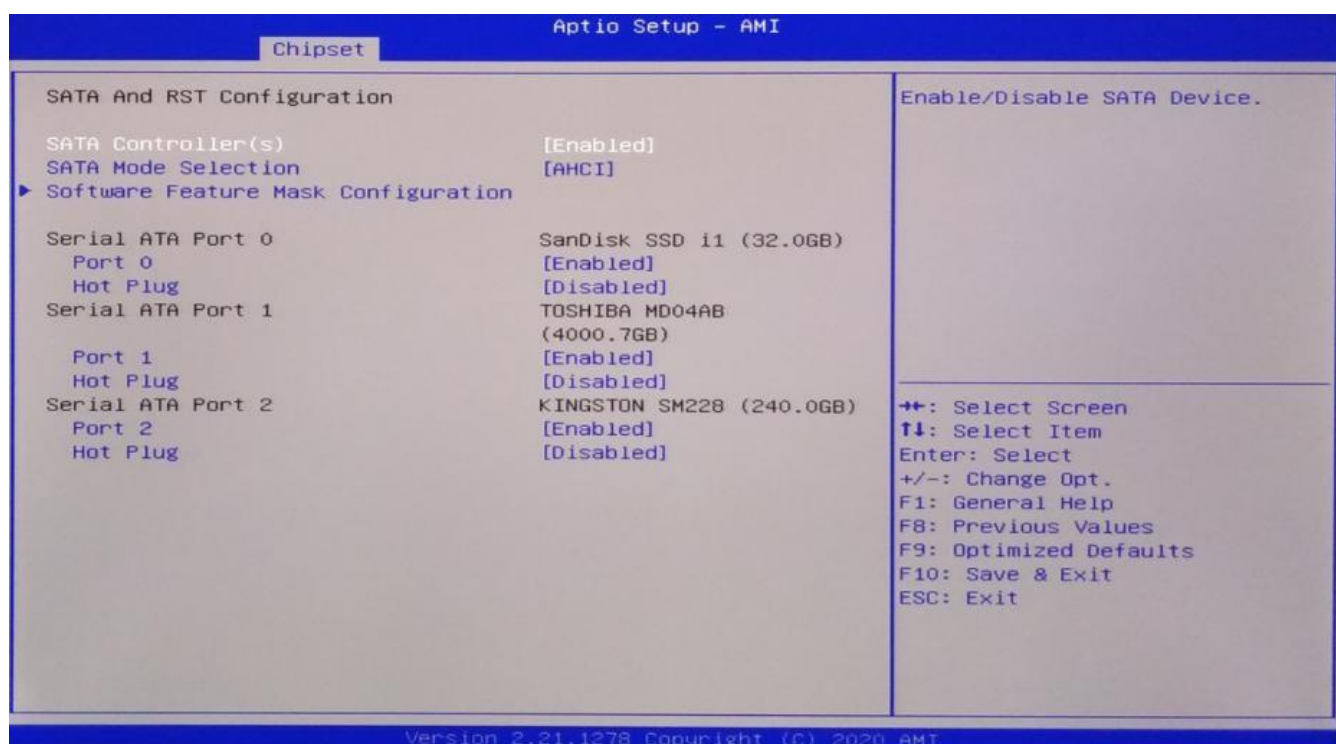 Aptio Setup – AMI
Chipset
SATA And RST Configuration
SATA Controller(s) [Enabled]
SATA Mode Selection [AHCI]
Software Feature Mask Configuration
Serial ATA Port 0 SanDisk SSD i1 (32.0GB)
Port 0 [Enabled]
Hot Plug [Disabled]
Serial ATA Port 1 TOSHIBA MD04AB
(4000.7GB)
Port 1 [Enabled]
Hot Plug [Disabled]
Serial ATA Port 2 KINGSTON SM228 (240.0GB)
Port 2 [Enabled]
Hot Plug [Disabled]
Enable/Disable SATA Device.
→←: Select Screen
↑↓: Select Item
Enter: Select
+/-: Change Opt.
F1: General Help
F8: Previous Values
F9: Optimized Defaults
F10: Save & Exit
ESC: Exit
Version 2.21.1278 Copyright (C) 2020 AMI